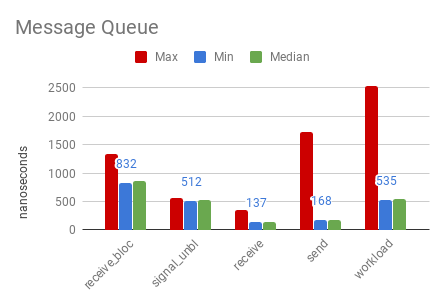 Message Queue
Max Min Median
nanoseconds
2500
2000
1500
1000
500
0
832
512
137
168
535
receive_bloc
signal_unbl
receive
send
workload